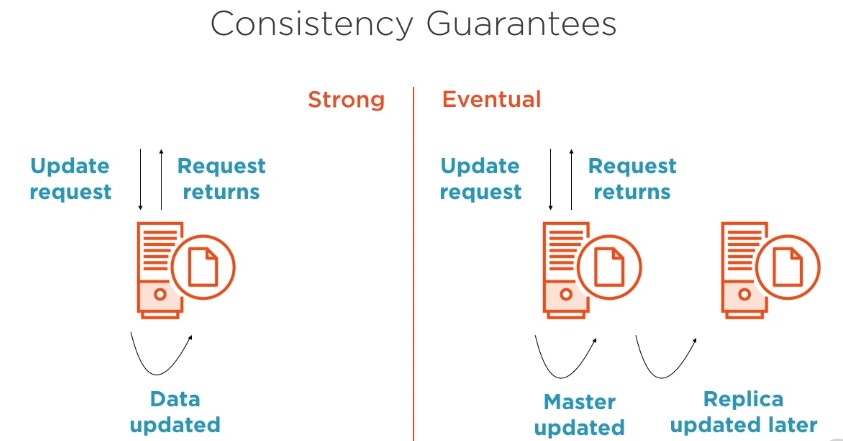 Consistency Guarantees
Strong
Eventual
Update
request
Request
returns
Data
updated
Update
request
Request
returns
Master
updated
Replica
updated later